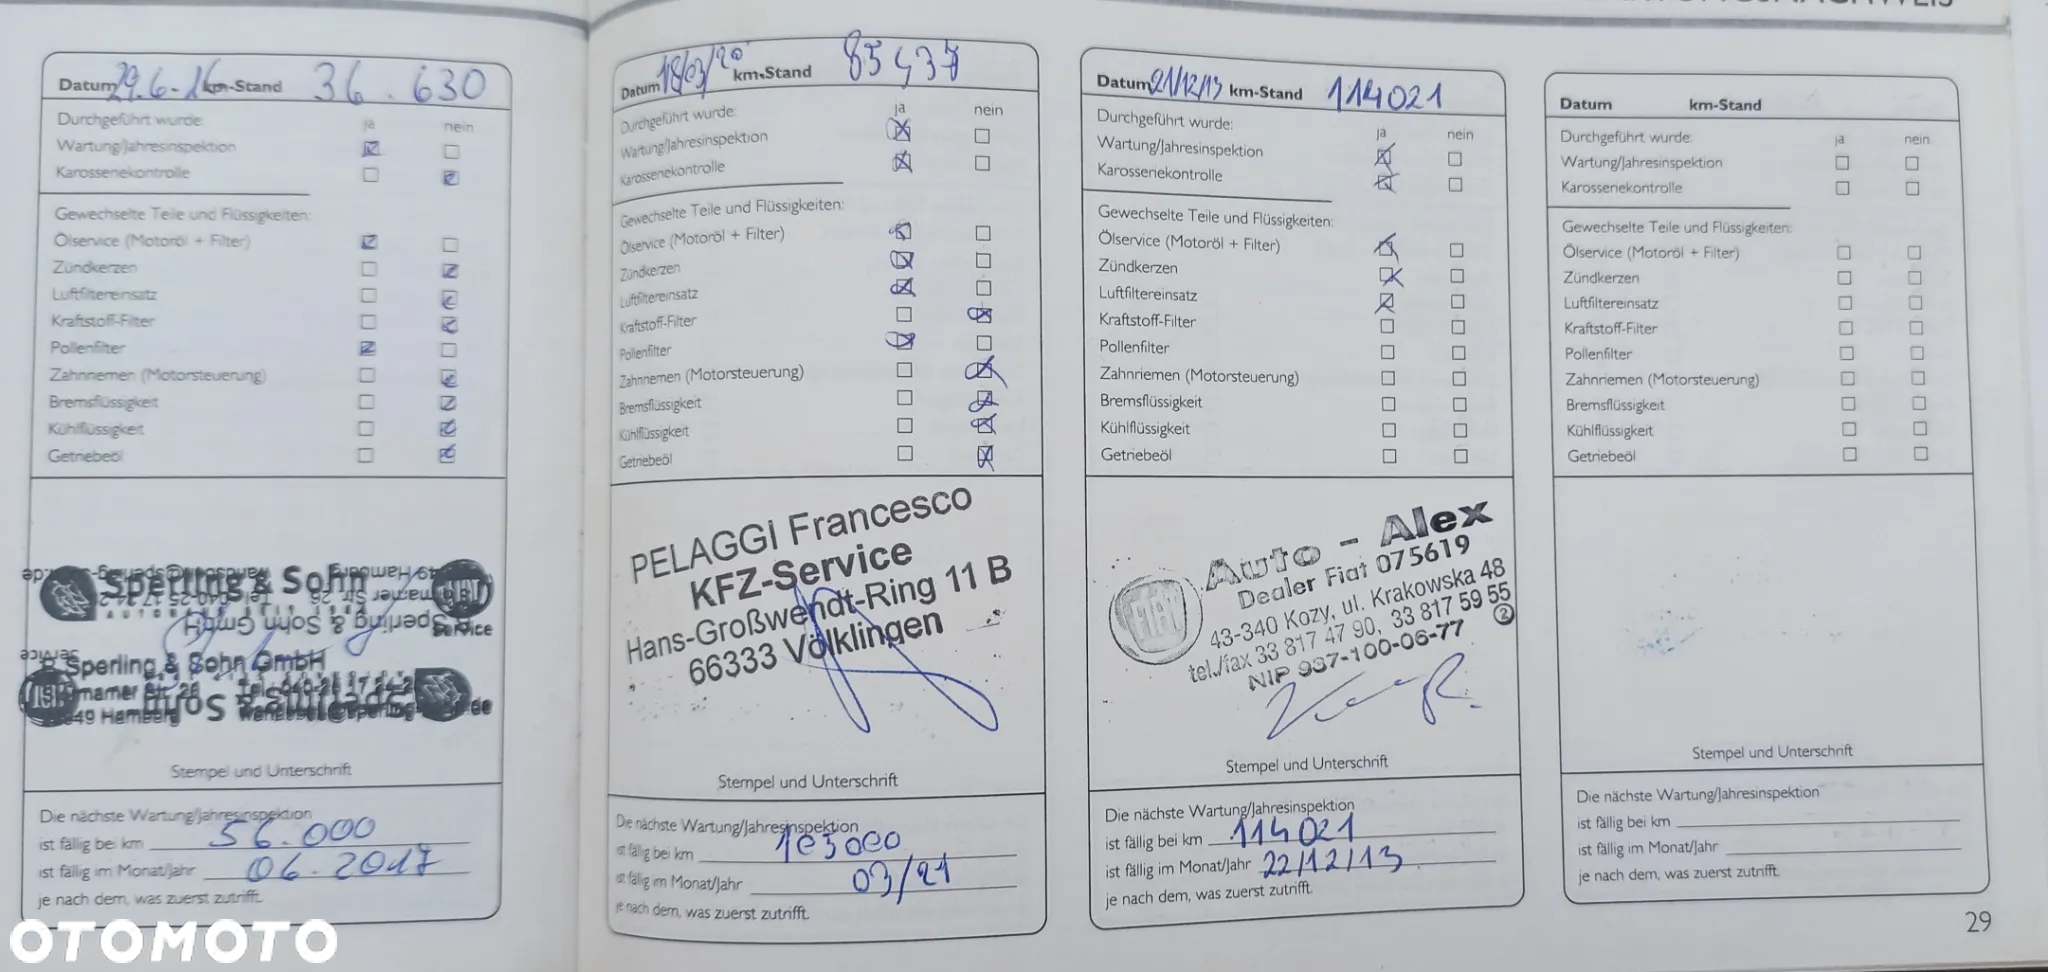 Datum 29.6-16 km-Stand 36.630
Durchgeführt wurde: ja nein
Wartung/Jahresinspektion
Karosseriekontrolle
Gewechselte Teile und Flüssigkeiten:
Ölservice (Motoröl + Filter)
Zündkerzen
Luftfiltereinsatz
Kraftstoff-Filter
Pollenfilter
Zahnriemen (Motorsteuerung)
Bremsflüssigkeit
Kühlflüssigkeit
Getriebeöl
Sperling & Sohn
Sperling & Sohn GmbH
Service
Sperling & Sohn GmbH
Stempel und Unterschrift
Die nächste Wartung/Jahresinspektion
ist fällig bei km 56.000
ist fällig im Monat/Jahr 06.2017
je nach dem, was zuerst zutrifft.
Datum 18/03/20 km-Stand 85437
Durchgeführt wurde: ja nein
Wartung/Jahresinspektion
Karosseriekontrolle
Gewechselte Teile und Flüssigkeiten:
Ölservice (Motoröl + Filter)
Zündkerzen
Luftfiltereinsatz
Kraftstoff-Filter
Pollenfilter
Zahnriemen (Motorsteuerung)
Bremsflüssigkeit
Kühlflüssigkeit
Getriebeöl
PELAGGI Francesco
KFZ-Service
Hans-Großwendt-Ring 11 B
66333 Völklingen
Stempel und Unterschrift
Die nächste Wartung/Jahresinspektion
ist fällig bei km 103000
ist fällig im Monat/Jahr 03/21
je nach dem, was zuerst zutrifft.
Datum 21/12/13 km-Stand 114021
Durchgeführt wurde: ja nein
Wartung/Jahresinspektion
Karosseriekontrolle
Gewechselte Teile und Flüssigkeiten:
Ölservice (Motoröl + Filter)
Zündkerzen
Luftfiltereinsatz
Kraftstoff-Filter
Pollenfilter
Zahnriemen (Motorsteuerung)
Bremsflüssigkeit
Kühlflüssigkeit
Getriebeöl
Auto - Alex
Dealer Fiat 075619
43-340 Kozy, ul. Krakowska 48
tel./fax 33 817 47 90, 33 817 59 55
NIP 937-100-06-77 2
FIAT
Stempel und Unterschrift
Die nächste Wartung/Jahresinspektion
ist fällig bei km 114021
ist fällig im Monat/Jahr 22/12/13
je nach dem, was zuerst zutrifft.
Datum km-Stand
Durchgeführt wurde: ja nein
Wartung/Jahresinspektion
Karosseriekontrolle
Gewechselte Teile und Flüssigkeiten:
Ölservice (Motoröl + Filter)
Zündkerzen
Luftfiltereinsatz
Kraftstoff-Filter
Pollenfilter
Zahnriemen (Motorsteuerung)
Bremsflüssigkeit
Kühlflüssigkeit
Getriebeöl
Stempel und Unterschrift
Die nächste Wartung/Jahresinspektion
ist fällig bei km
ist fällig im Monat/Jahr
je nach dem, was zuerst zutrifft.
29
OTOMOTO